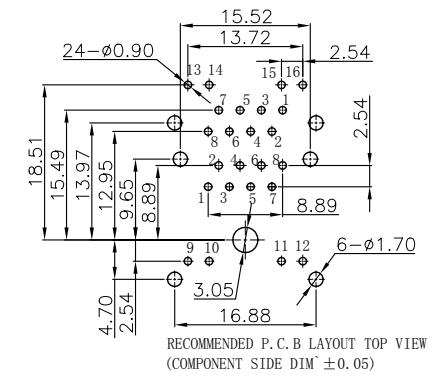 15.52
13.72
24-ø0.90
2.54
13 14
15 16
7 5 3 1
8 6 4 2
2.54
2 4 6 8
1 3 5 7
18.51
15.49
13.97
12.95
9.65
8.89
8.89
9 10
11 12
6-ø1.70
3.05
4.70
2.54
16.88
RECOMMENDED P.C.B LAYOUT TOP VIEW
(COMPONENT SIDE DIM`±0.05)